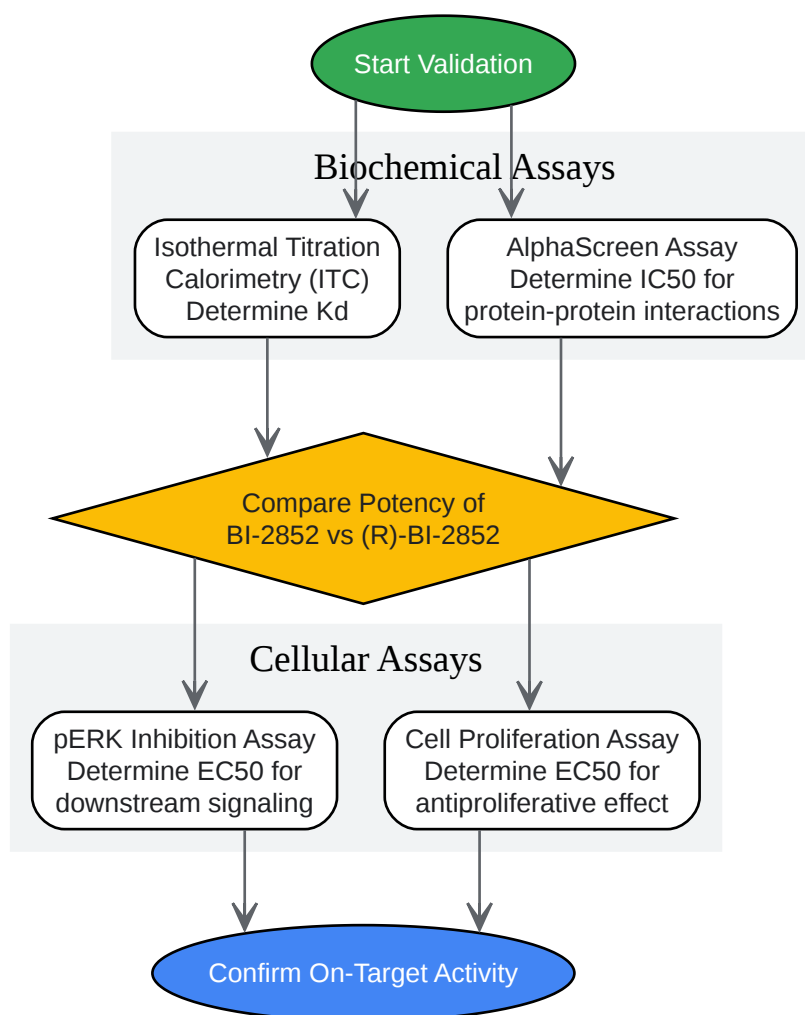 Start Validation
Biochemical Assays
Isothermal Titration
Calorimetry (ITC)
Determine Kd
AlphaScreen Assay
Determine IC50 for
protein-protein interactions
Compare Potency of
BI-2852 vs (R)-BI-2852
Cellular Assays
pERK Inhibition Assay
Determine EC50 for
downstream signaling
Cell Proliferation Assay
Determine EC50 for
antiproliferative effect
Confirm On-Target Activity